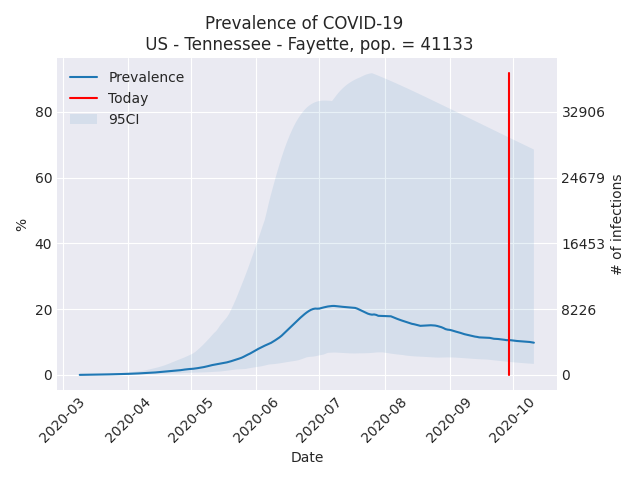 Prevalence of COVID-19
US - Tennessee - Fayette, pop. = 41133
Prevalence
Today
95CI
80
60
40
20
0
%
32906
24679
16453
8226
0
# of infections
2020-03
2020-04
2020-05
2020-06
2020-07
2020-08
2020-09
2020-10
Date